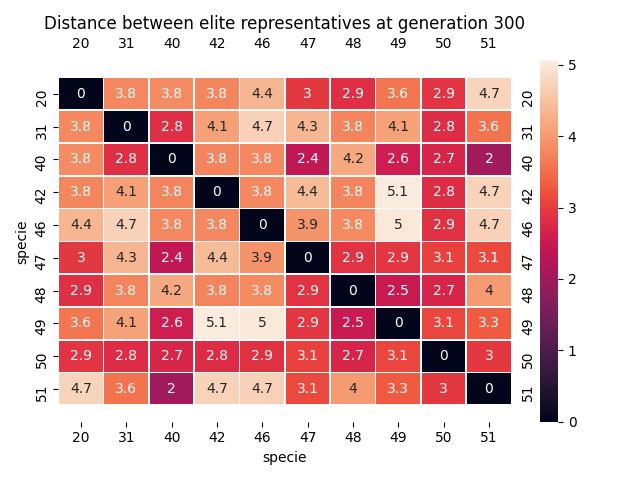 Distance between elite representatives at generation 300
20 31 40 42 46 47 48 49 50 51
20 0 3.8 3.8 3.8 4.4 3 2.9 3.6 2.9 4.7 20
31 3.8 0 2.8 4.1 4.7 4.3 3.8 4.1 2.8 3.6 31
40 3.8 2.8 0 3.8 3.8 2.4 4.2 2.6 2.7 2 40
42 3.8 4.1 3.8 0 3.8 4.4 3.8 5.1 2.8 4.7 42
46 4.4 4.7 3.8 3.8 0 3.9 3.8 5 2.9 4.7 46
47 3 4.3 2.4 4.4 3.9 0 2.9 2.9 3.1 3.1 47
48 2.9 3.8 4.2 3.8 3.8 2.9 0 2.5 2.7 4 48
49 3.6 4.1 2.6 5.1 5 2.9 2.5 0 3.1 3.3 49
50 2.9 2.8 2.7 2.8 2.9 3.1 2.7 3.1 0 3 50
51 4.7 3.6 2 4.7 4.7 3.1 4 3.3 3 0 51
20 31 40 42 46 47 48 49 50 51
specie
specie
5
4
3
2
1
0